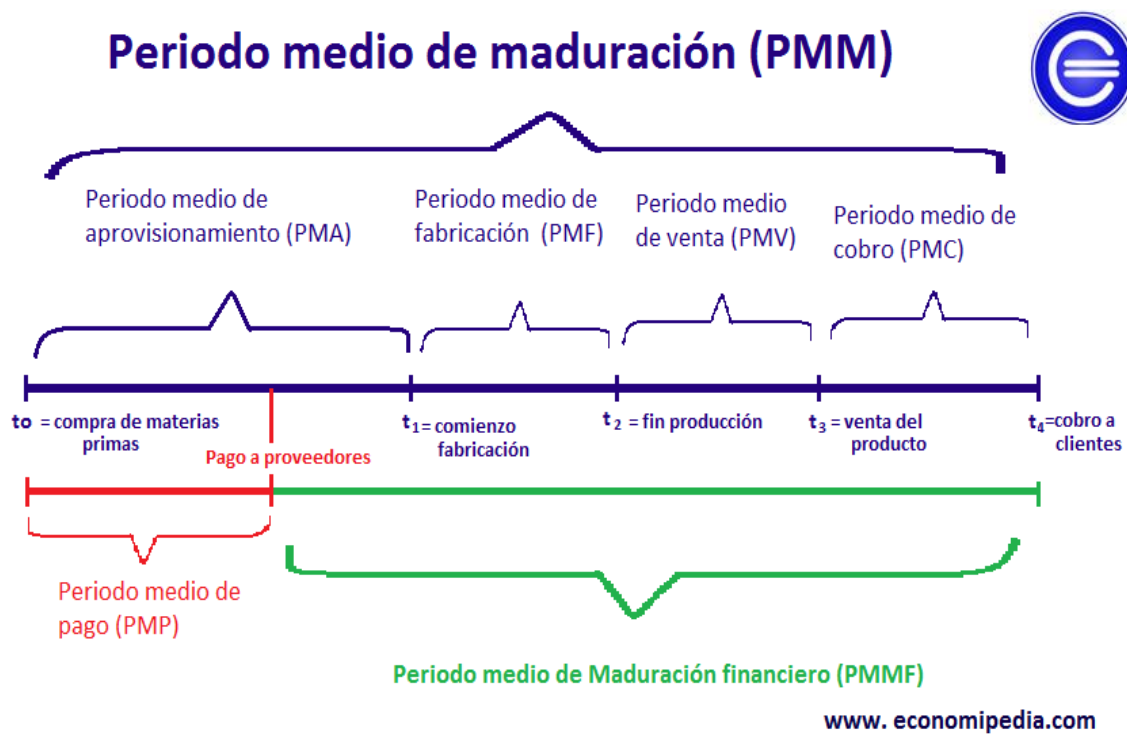 Periodo medio de maduración (PMM)
Periodo medio de
aprovisionamiento (PMA)
Periodo medio de
fabricación (PMF)
Periodo medio
de venta (PMV)
Periodo medio de
cobro (PMC)
to = compra de materias
primas
Pago a proveedores
t₁= comienzo
fabricación
t₂ = fin producción
t₃ = venta del
producto
t₄=cobro a
clientes
Periodo medio de
pago (PMP)
Periodo medio de Maduración financiero (PMMF)
www. economipedia.com